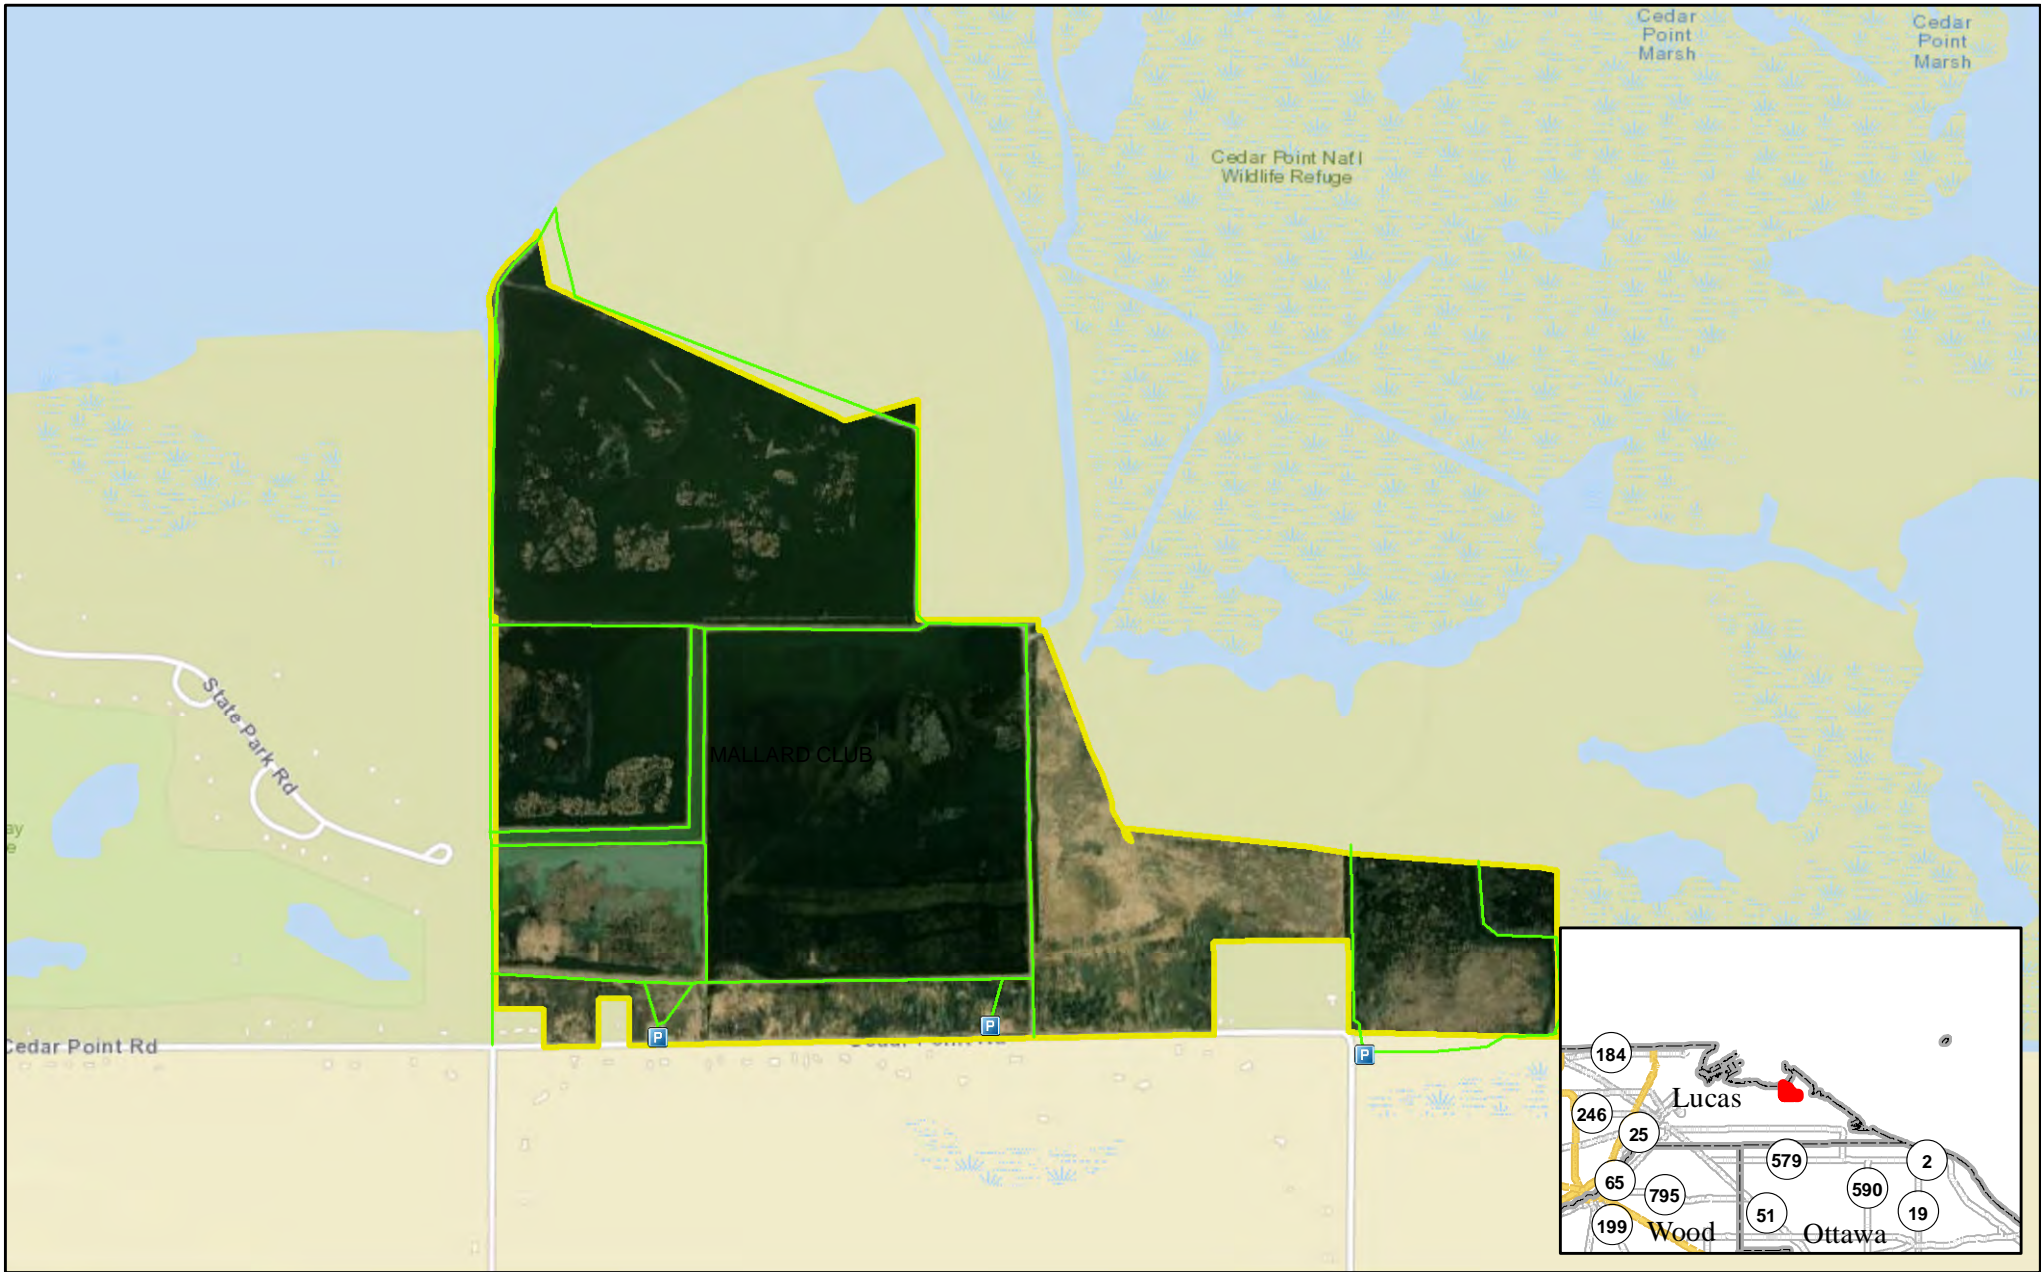 Cedar
Point
Marsh
Cedar
Point
Marsh
Cedar Point Nat'l
Wildlife Refuge
State Park Rd
MALLARD CLUB
Cedar Point Rd
P
P
P
184
Lucas
246
25
579
2
65
795
590
51
19
199
Wood
Ottawa